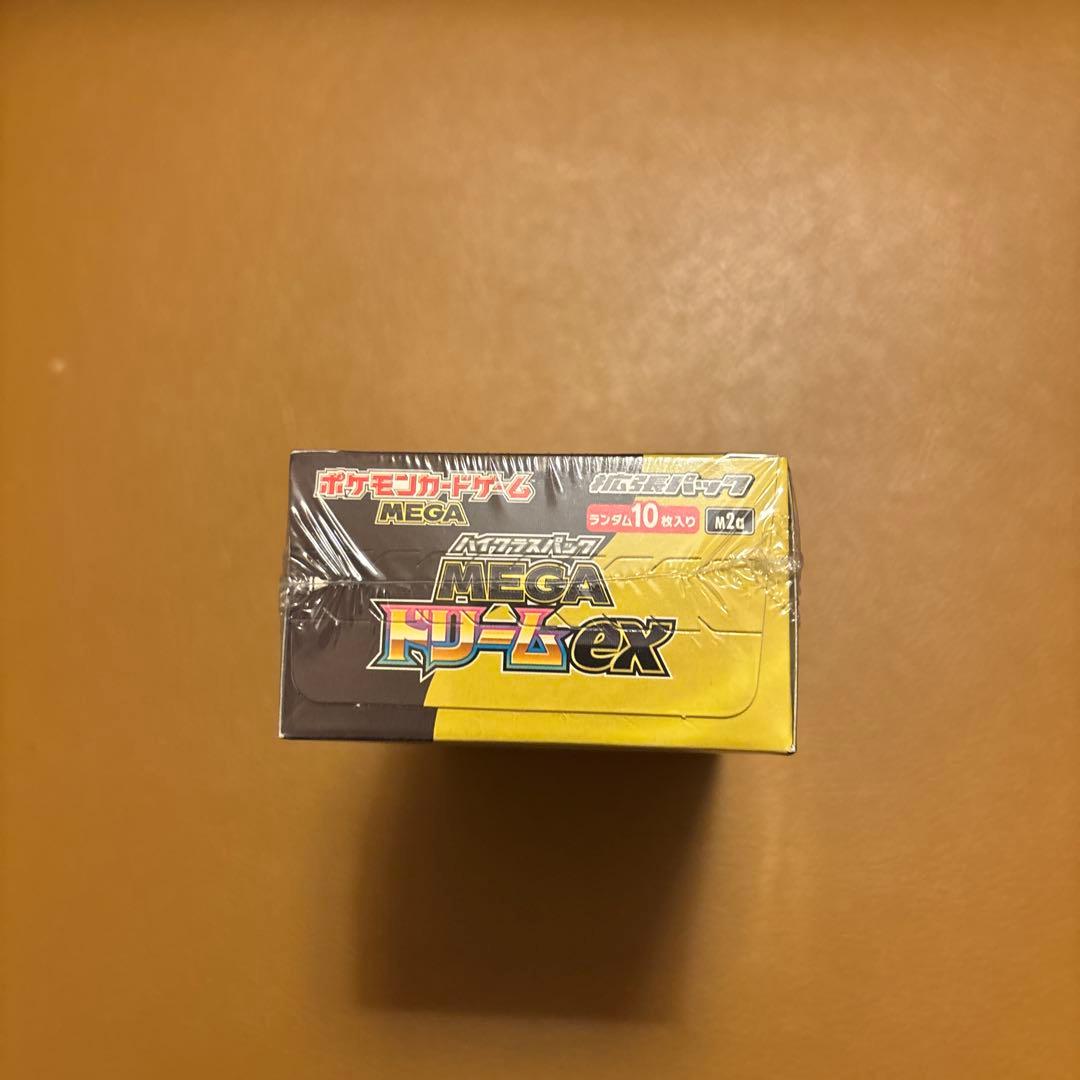 ポケモンカードゲーム
MEGA
拡張パック
ランダム10枚入り
M2a
ハイクラスパック
MEGA
ドリームex